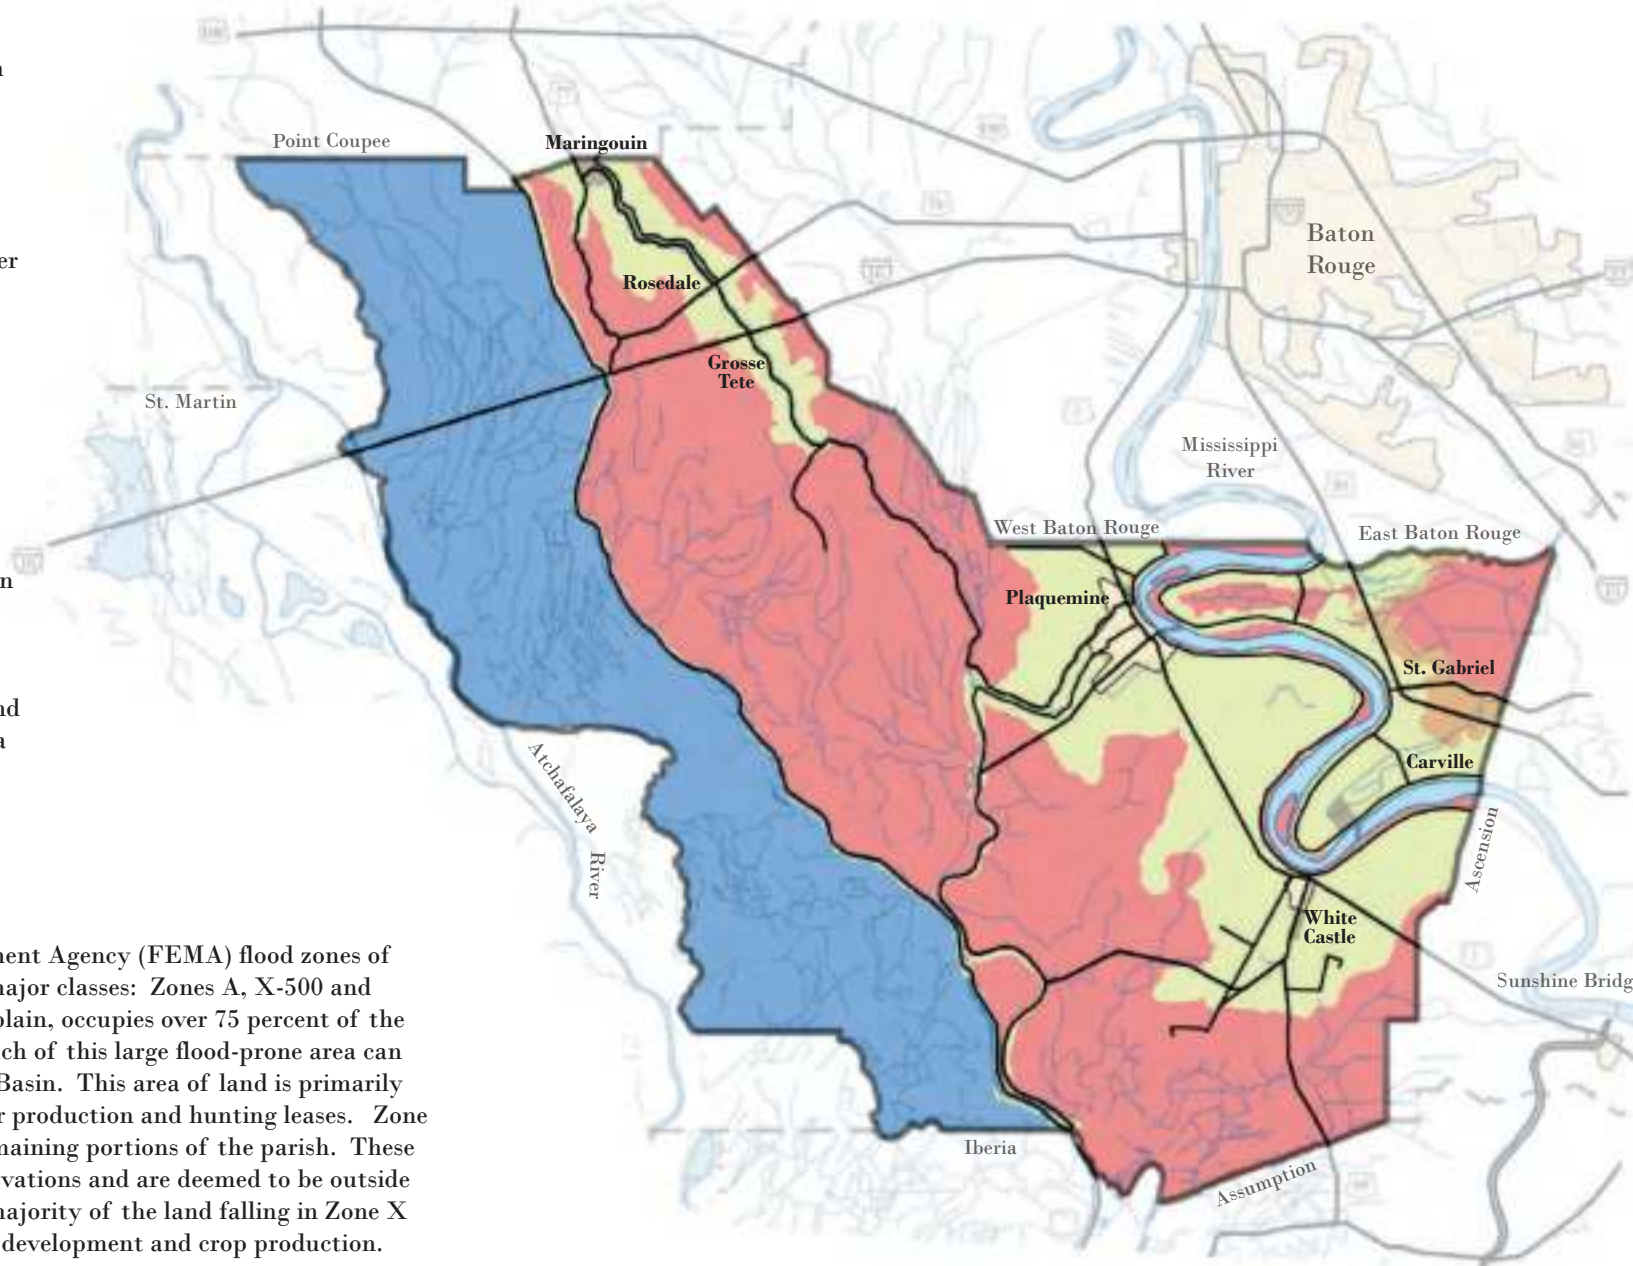 er
nd
Point Coupee
Maringouin
Baton
Rouge
Rosedale
Grosse
Tete
St. Martin
Mississippi
River
West Baton Rouge
East Baton Rouge
Plaquemine
St. Gabriel
Carville
Atchafalaya
River
Ascension
White
Castle
Sunshine Bridg
Iberia
Assumption
ent Agency (FEMA) flood zones of
major classes: Zones A, X-500 and
plain, occupies over 75 percent of the
ch of this large flood-prone area can
Basin. This area of land is primarily
r production and hunting leases. Zone
maining portions of the parish. These
vations and are deemed to be outside
majority of the land falling in Zone X
development and crop production.